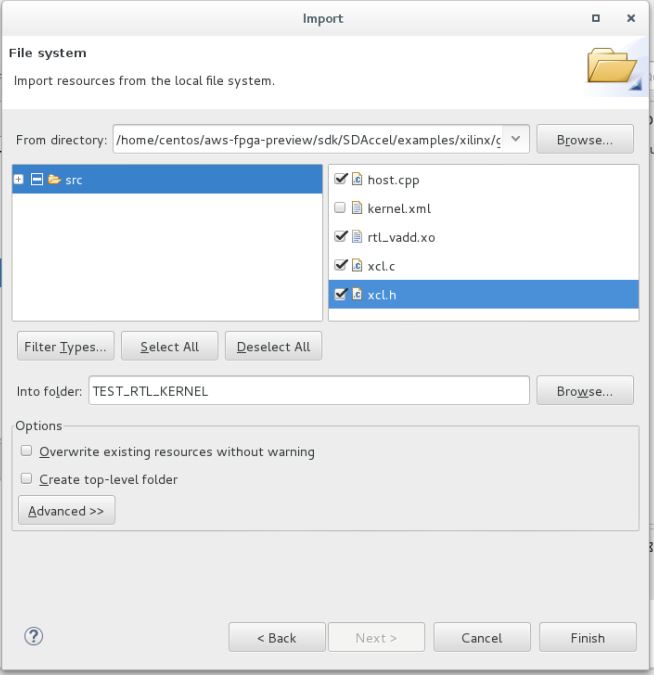 Import
File system
Import resources from the local file system.
From directory: /home/centos/aws-fpga-preview/sdk/SDAccel/examples/xilinx/g Browse...
src
host.cpp
kernel.xml
rtl_vadd.xo
xcl.c
xcl.h
Filter Types... Select All Deselect All
Into folder: TEST_RTL_KERNEL Browse...
Options
Overwrite existing resources without warning
Create top-level folder
Advanced >>
< Back Next > Cancel Finish